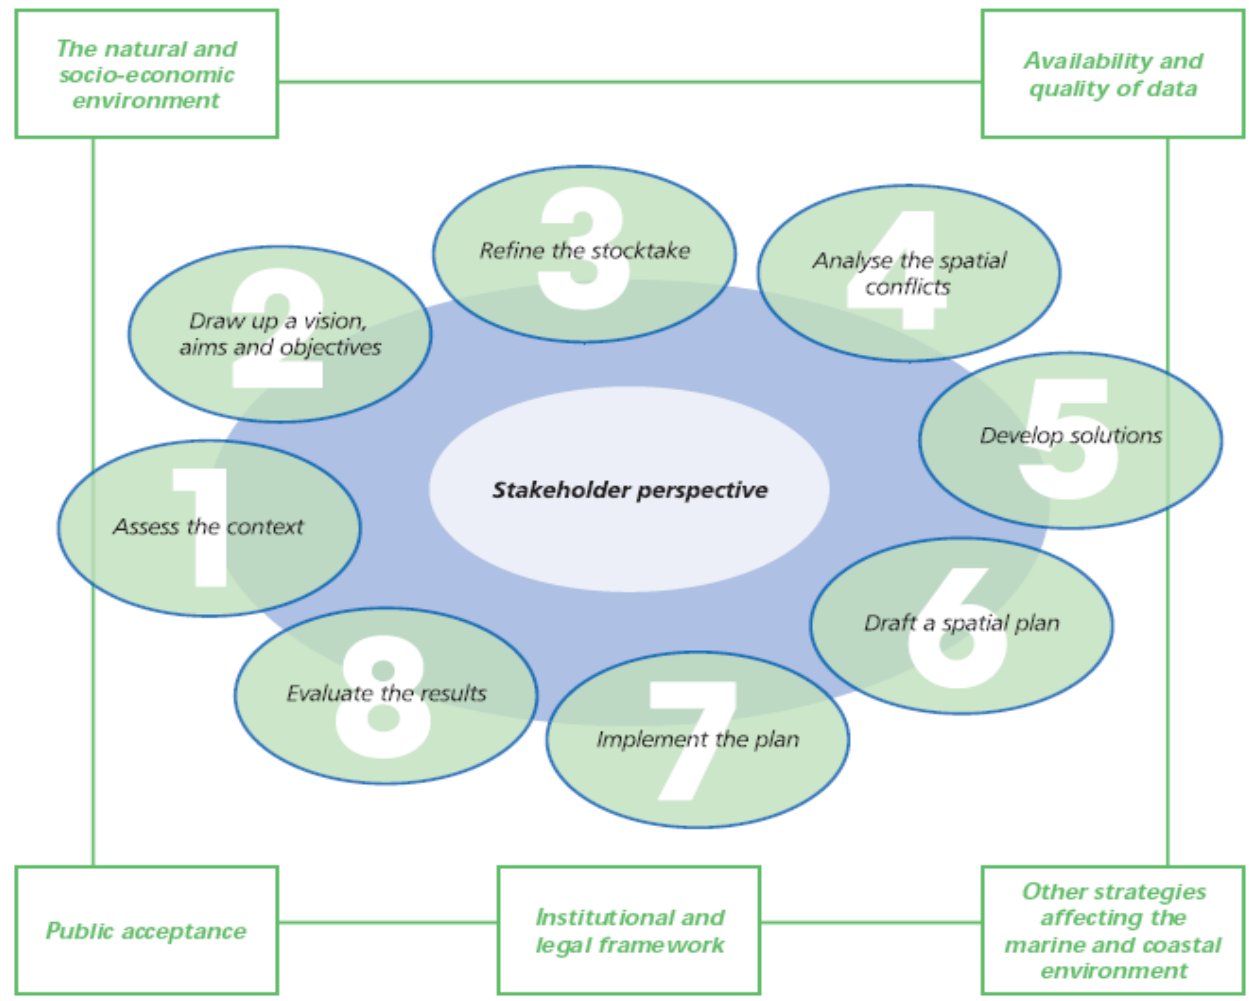 The natural and
socio-economic
environment
Availability and
quality of data
3
Refine the stocktake
4
Analyse the spatial
conflicts
2
Draw up a vision,
aims and objectives
5
Develop solutions
Stakeholder perspective
1
Assess the context
6
Draft a spatial plan
8
Evaluate the results
7
Implement the plan
Public acceptance
Institutional and
legal framework
Other strategies
affecting the
marine and coastal
environment